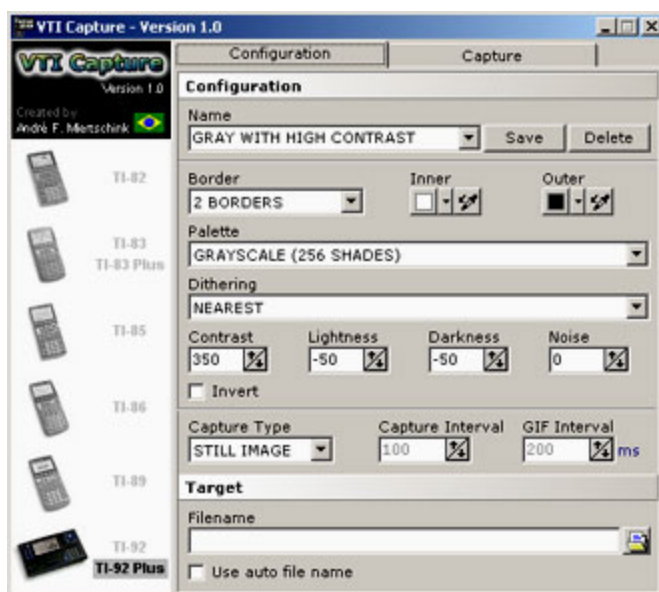 VTI Capture - Version 1.0
VTI Capture
Version 1.0
Created by
André F. Miertschink
TI-82
TI-83
TI-83 Plus
TI-85
TI-86
TI-89
TI-92
TI-92 Plus
Configuration Capture
Configuration
Name
GRAY WITH HIGH CONTRAST Save Delete
Border Inner Outer
2 BORDERS
Palette
GRAYSCALE (256 SHADES)
Dithering
NEAREST
Contrast Lightness Darkness Noise
350 -50 -50 0
Invert
Capture Type Capture Interval GIF Interval
STILL IMAGE 100 200 ms
Target
Filename
Use auto file name